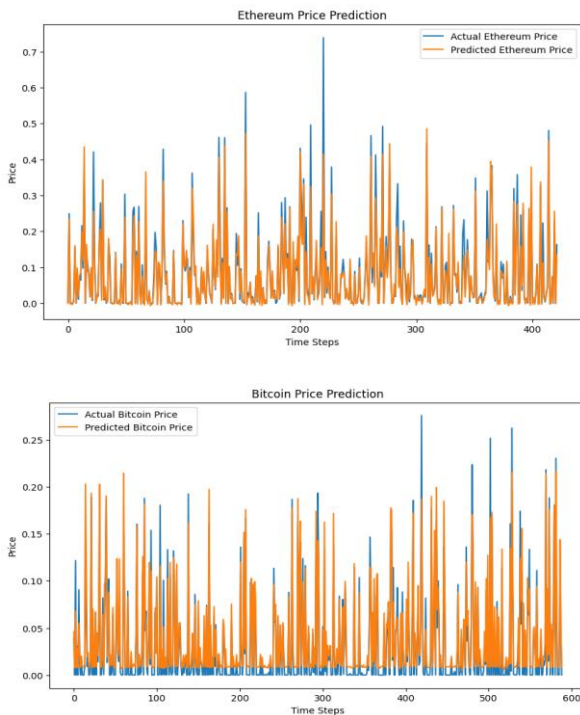 Ethereum Price Prediction
Actual Ethereum Price
Predicted Ethereum Price
Price
0.7
0.6
0.5
0.4
0.3
0.2
0.1
0.0
0 100 200 300 400
Time Steps
Bitcoin Price Prediction
Actual Bitcoin Price
Predicted Bitcoin Price
Price
0.25
0.20
0.15
0.10
0.05
0.00
0 100 200 300 400 500 600
Time Steps